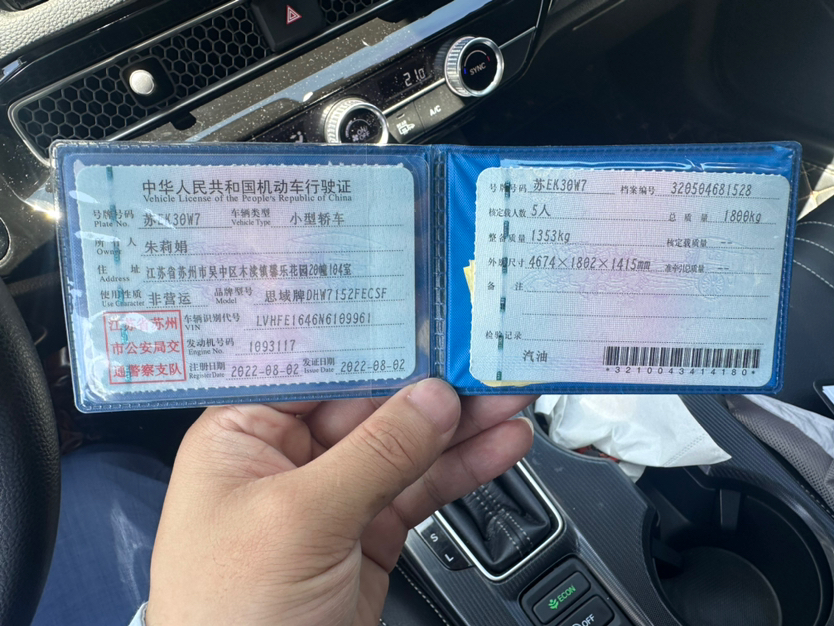 SYNC
21.0
A/C
中华人民共和国机动车行驶证
Vehicle License of the People's Republic of China
号牌号码 苏EK30W7 车辆类型 小型轿车
Plate No. Vehicle Type
所有人 朱莉娟
Owner
住址 江苏省苏州市吴中区木渎镇馨乐花园20幢104室
Address
使用性质 非营运 品牌型号 思域牌DHW7152FECSF
Use Character Model
江苏省苏州
市公安局交
通警察支队
车辆识别代号 LVHFE1646N6109961
VIN
发动机号码 1093117
Engine No.
注册日期 2022-08-02 发证日期 2022-08-02
Register Date Issue Date
号牌号码 苏EK30W7 档案编号 320504681528
核定载人数 5人 总质量 1800kg
整备质量 1353kg 核定载质量 --
外廓尺寸 4674×1802×1415mm 准牵引总质量 --
备注
检验记录
汽油
*3210043414180*
S
L
ECON
OFF